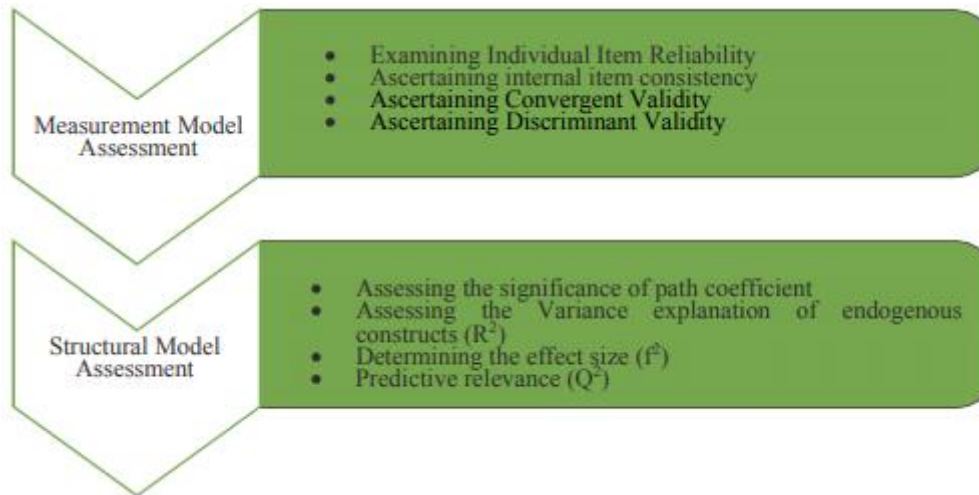 Measurement Model
Assessment
• Examining Individual Item Reliability
• Ascertaining internal item consistency
• Ascertaining Convergent Validity
• Ascertaining Discriminant Validity
Structural Model
Assessment
• Assessing the significance of path coefficient
• Assessing the Variance explanation of endogenous
constructs (R²)
• Determining the effect size (f²)
• Predictive relevance (Q²)